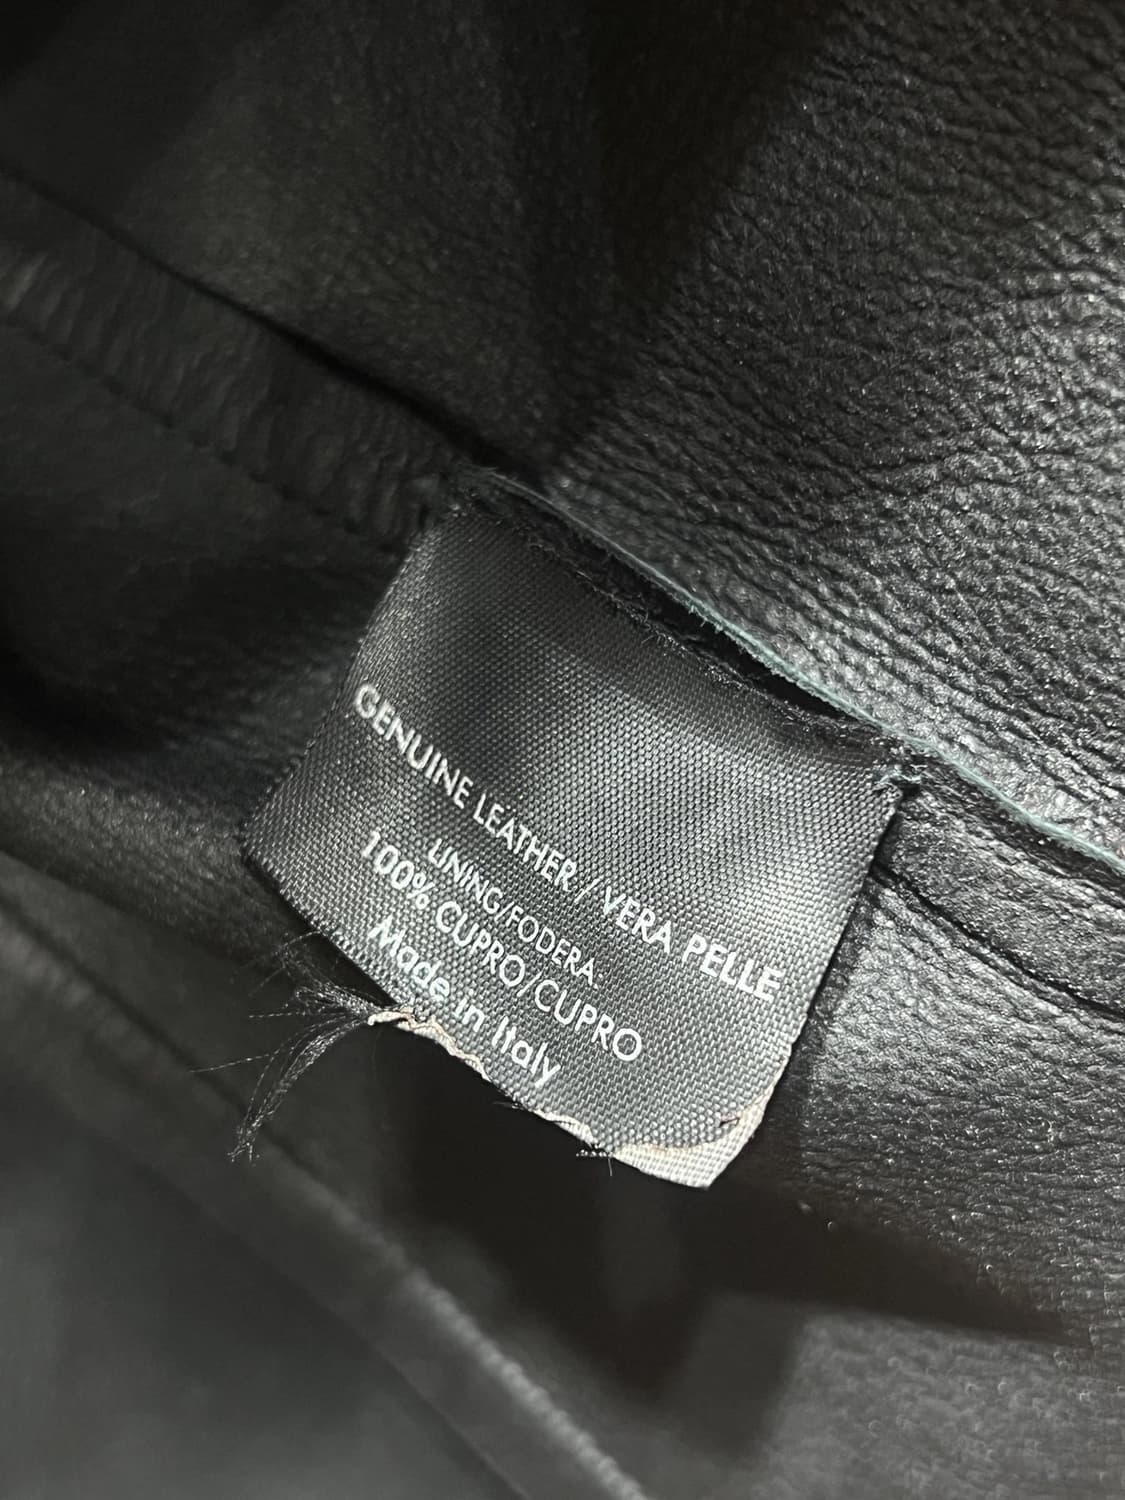 GENUINE LEATHER / VERA PELLE
LINING/FODERA
100% CUPRO/CUPRO
Made in Italy